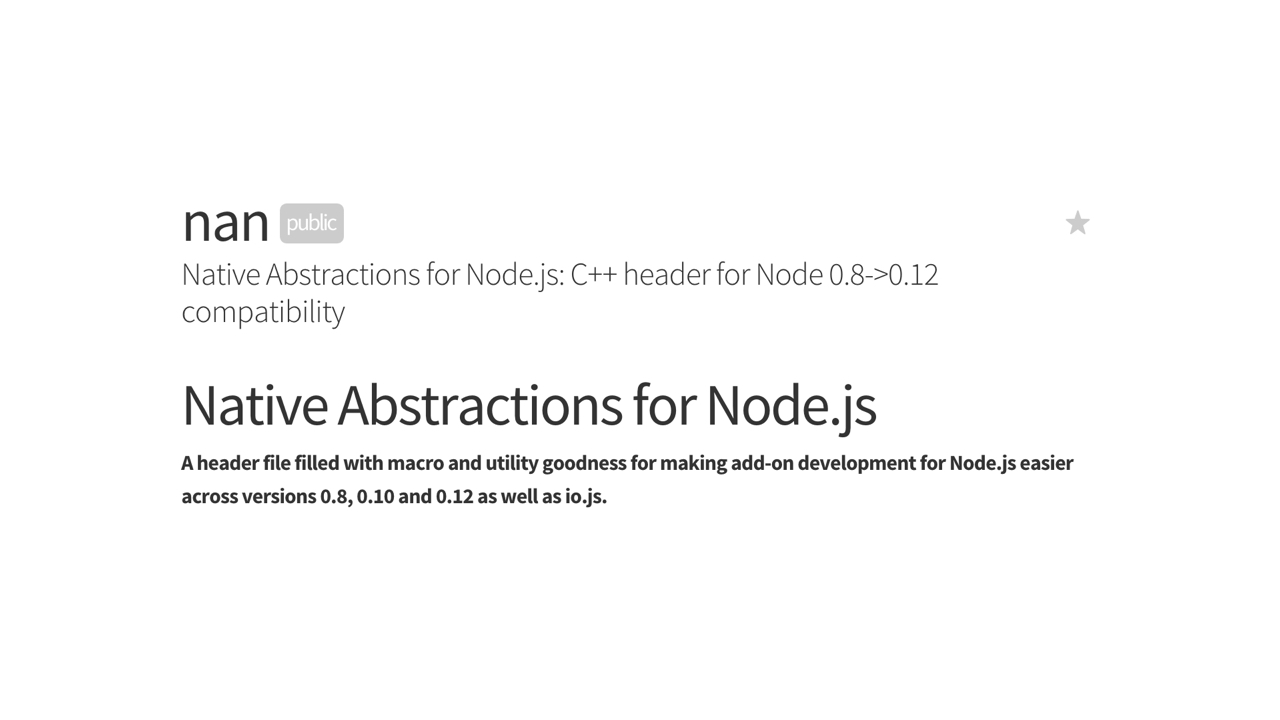 nan public
Native Abstractions for Node.js: C++ header for Node 0.8->0.12
compatibility
Native Abstractions for Node.js
A header file filled with macro and utility goodness for making add-on development for Node.js easier
across versions 0.8, 0.10 and 0.12 as well as io.js.